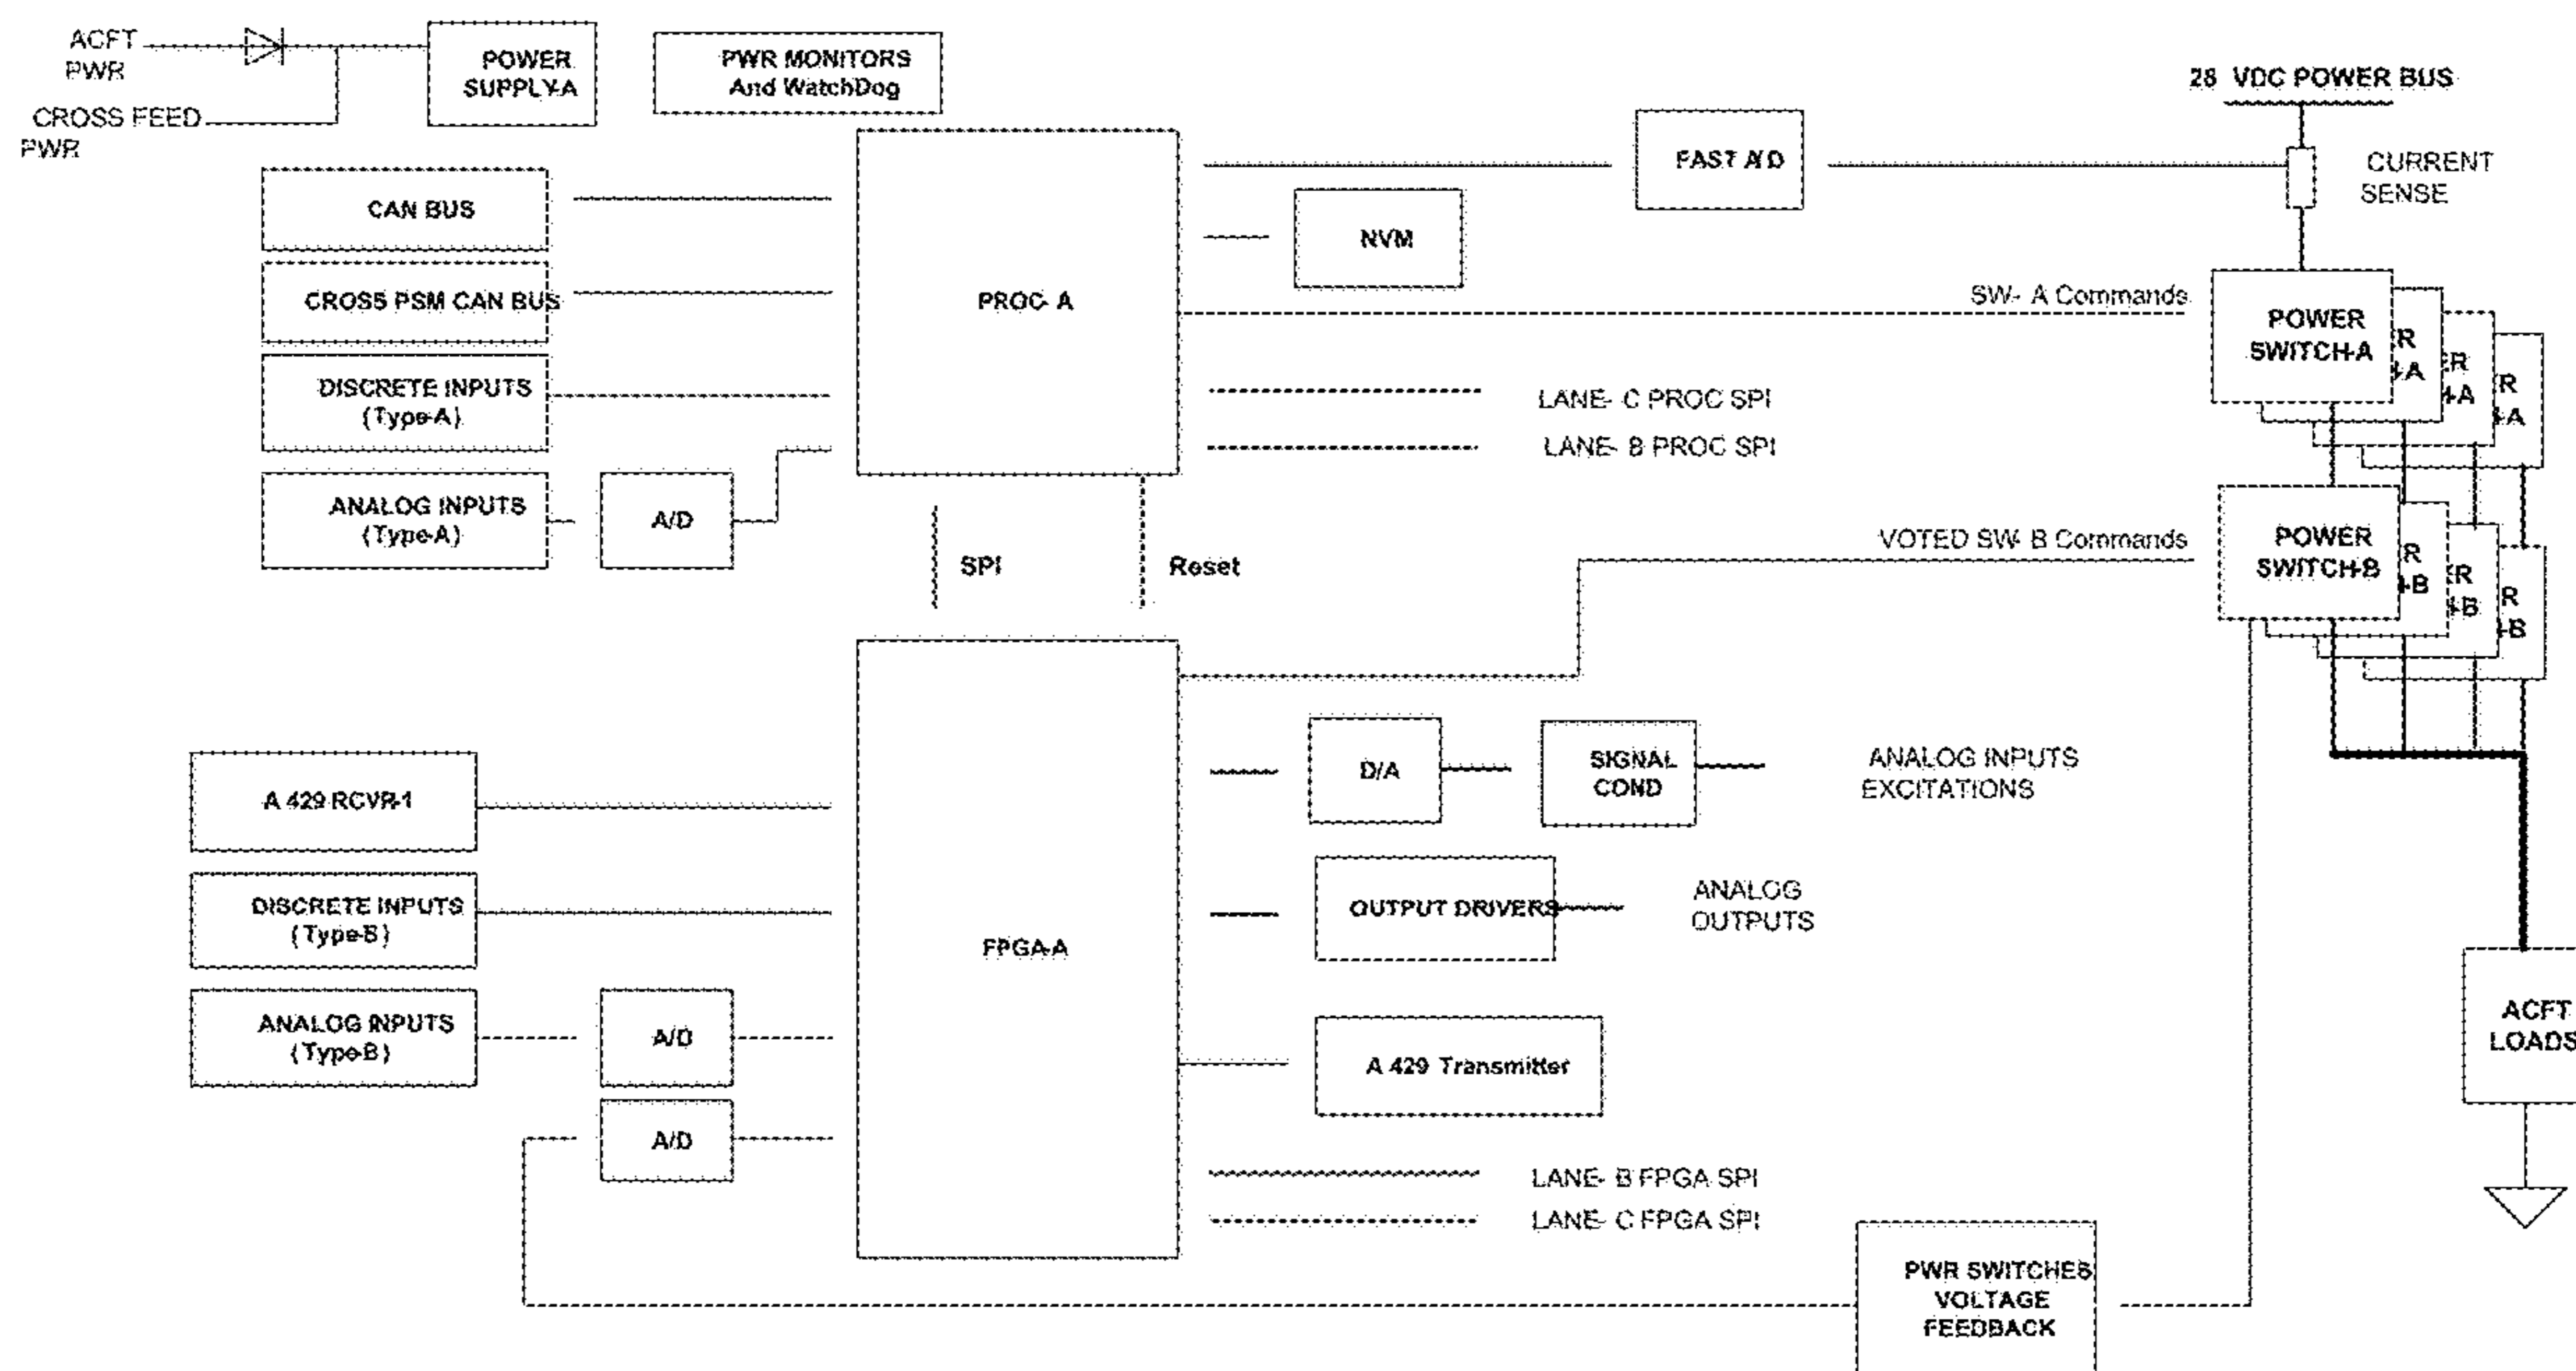 ACFT
PWR
CROSS FEED
PWR
POWER
SUPPLY-A
PWR MONITORS
And WatchDog
28 VDC POWER BUS
CURRENT
SENSE
FAST A/D
CAN BUS
NVM
CROSS PSM CAN BUS
PROC- A
SW- A Commands
POWER
SWITCH-A
R
-A
ER
-A
R
-A
DISCRETE INPUTS
(Type-A)
LANE- C PROC SPI
LANE- B PROC SPI
ANALOG INPUTS
(Type-A)
A/D
SPI
Reset
VOTED SW- B Commands
POWER
SWITCH-B
R
-B
ER
-B
R
-B
A 429 RCVR-1
D/A
SIGNAL
COND
ANALOG INPUTS
EXCITATIONS
DISCRETE INPUTS
(Type-B)
FPGA-A
OUTPUT DRIVERS
ANALOG
OUTPUTS
ANALOG INPUTS
(Type-B)
A/D
A 429 Transmitter
ACFT
LOADS
A/D
LANE- B FPGA SPI
LANE- C FPGA SPI
PWR SWITCHES
VOLTAGE
FEEDBACK